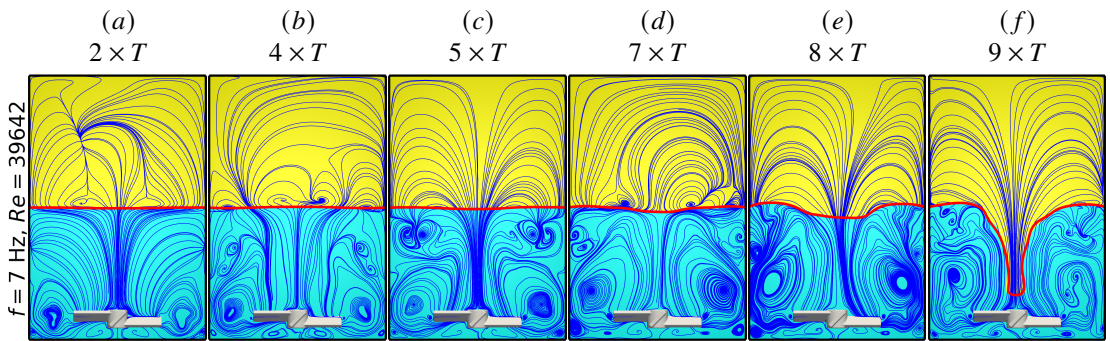 (a) (b) (c) (d) (e) (f)
2 × T 4 × T 5 × T 7 × T 8 × T 9 × T
f = 7 Hz, Re = 39642